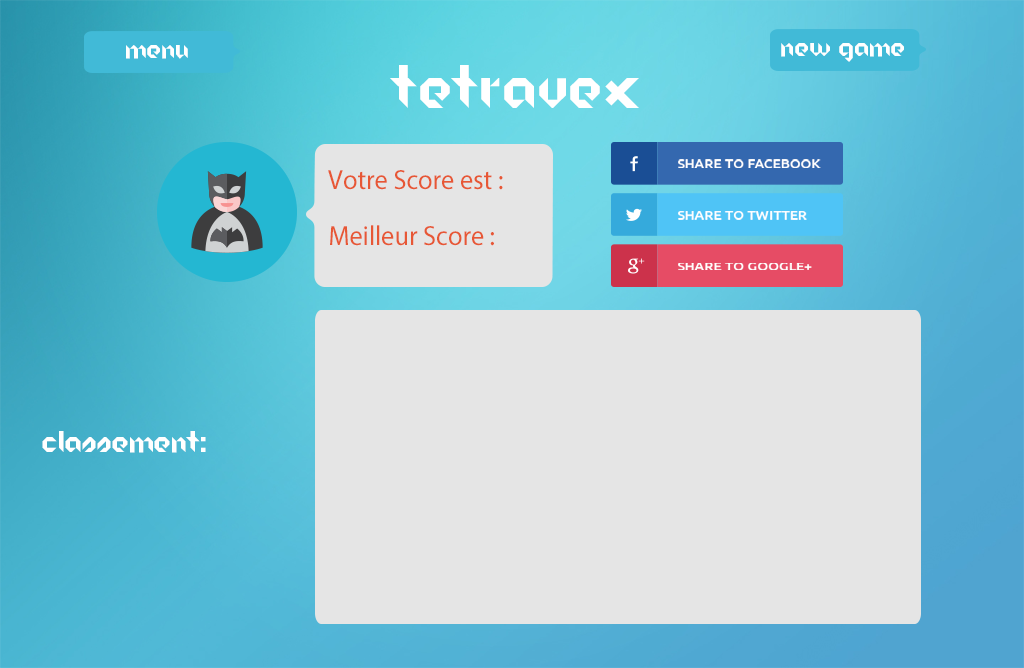 menu
new game
tetravex
Votre Score est :
Meilleur Score :
f SHARE TO FACEBOOK
SHARE TO TWITTER
g+ SHARE TO GOOGLE+
classement: